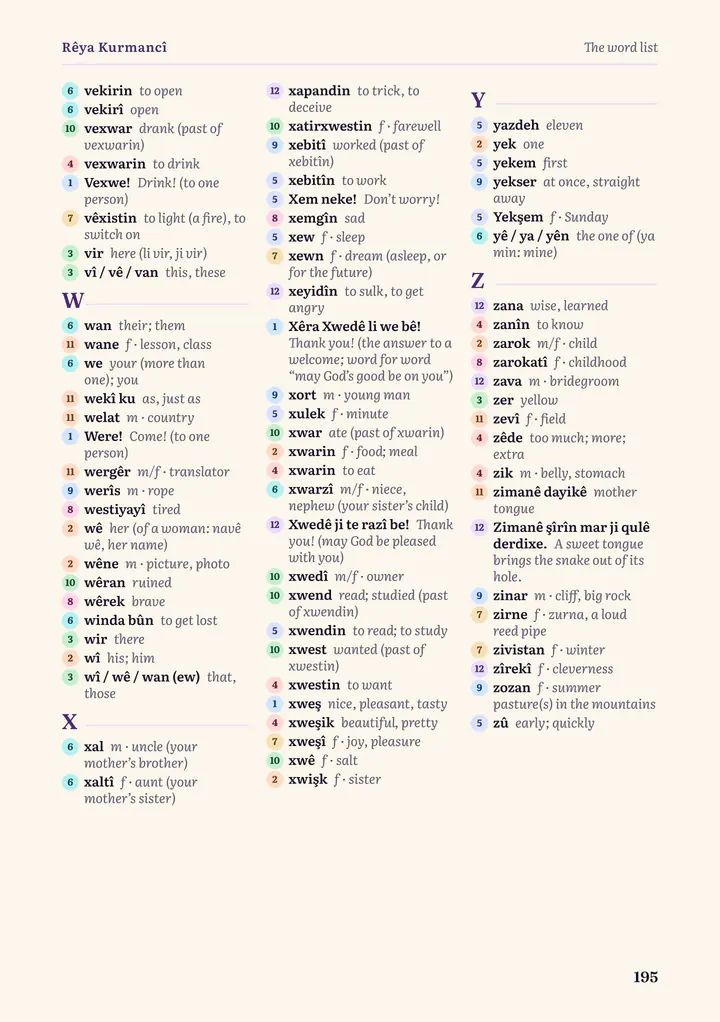 Rêya Kurmancî
The word list
6 vekirin to open
6 vekirî open
10 vexwar drank (past of
vexwarin)
4 vexwarin to drink
1 Vexwe! Drink! (to one
person)
7 vêxistin to light (a fire), to
switch on
3 vir here (li vir, ji vir)
3 vî / vê / van this, these
W
6 wan their; them
11 wane f · lesson, class
6 we your (more than
one); you
11 wekî ku as, just as
11 welat m · country
1 Were! Come! (to one
person)
11 wergêr m/f · translator
9 werîs m · rope
8 westiyayî tired
2 wê her (of a woman: navê
wê, her name)
2 wêne m · picture, photo
10 wêran ruined
8 wêrek brave
6 winda bûn to get lost
3 wir there
2 wî his; him
3 wî / wê / wan (ew) that,
those
X
6 xal m · uncle (your
mother’s brother)
6 xaltî f · aunt (your
mother’s sister)
12 xapandin to trick, to
deceive
10 xatirxwestin f · farewell
9 xebitî worked (past of
xebitîn)
5 xebitîn to work
5 Xem neke! Don’t worry!
8 xemgîn sad
5 xew f · sleep
7 xewn f · dream (asleep, or
for the future)
12 xeyidîn to sulk, to get
angry
1 Xêra Xwedê li we bê!
Thank you! (the answer to a
welcome; word for word
“may God’s good be on you”)
9 xort m · young man
5 xulek f · minute
10 xwar ate (past of xwarin)
2 xwarin f · food; meal
4 xwarin to eat
6 xwarzî m/f · niece,
nephew (your sister’s child)
12 Xwedê ji te razî be! Thank
you! (may God be pleased
with you)
10 xwedî m/f · owner
10 xwend read; studied (past
of xwendin)
5 xwendin to read; to study
10 xwest wanted (past of
xwestin)
4 xwestin to want
1 xweş nice, pleasant, tasty
4 xweşik beautiful, pretty
7 xweşî f · joy, pleasure
10 xwê f · salt
2 xwişk f · sister
Y
5 yazdeh eleven
2 yek one
5 yekem first
9 yekser at once, straight
away
5 Yekşem f · Sunday
6 yê / ya / yên the one of (ya
min: mine)
Z
12 zana wise, learned
4 zanîn to know
2 zarok m/f · child
8 zarokatî f · childhood
12 zava m · bridegroom
3 zer yellow
11 zevî f · field
4 zêde too much; more;
extra
4 zik m · belly, stomach
11 zimanê dayikê mother
tongue
12 Zimanê şîrîn mar ji qulê
derdixe. A sweet tongue
brings the snake out of its
hole.
9 zinar m · cliff, big rock
7 zirne f · zurna, a loud
reed pipe
7 zivistan f · winter
12 zîrekî f · cleverness
9 zozan f · summer
pasture(s) in the mountains
5 zû early; quickly
195